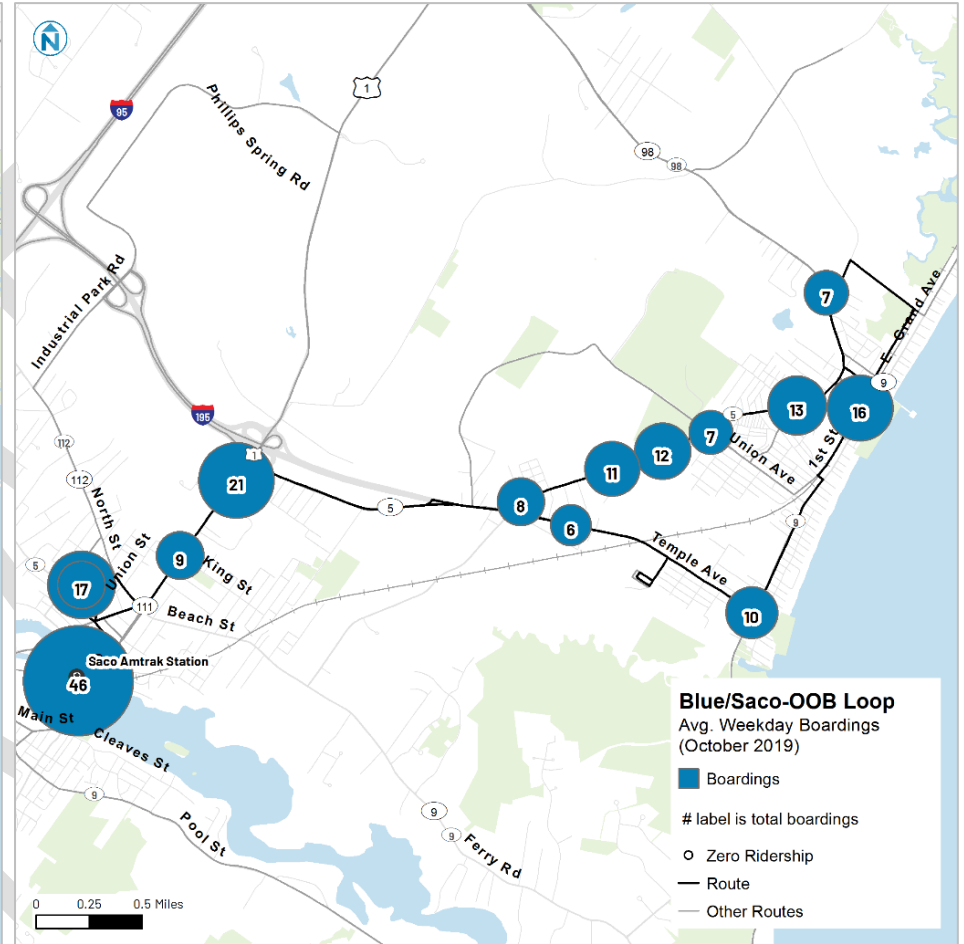 N
95
1
Phillips Spring Rd
98
98
Industrial Park Rd
7
E Grand Ave
9
195
5
13
16
1
112
112
7
Union Ave
1st St
12
11
21
North St
5
8
9
6
5
Union St
9
King St
Temple Ave
17
111
Beach St
10
Saco Amtrak Station
46
Main St
Cleaves St
9
Pool St
9
9
Ferry Rd
0 0.25 0.5 Miles
Blue/Saco-OOB Loop
Avg. Weekday Boardings
(October 2019)
Boardings
# label is total boardings
Zero Ridership
Route
Other Routes